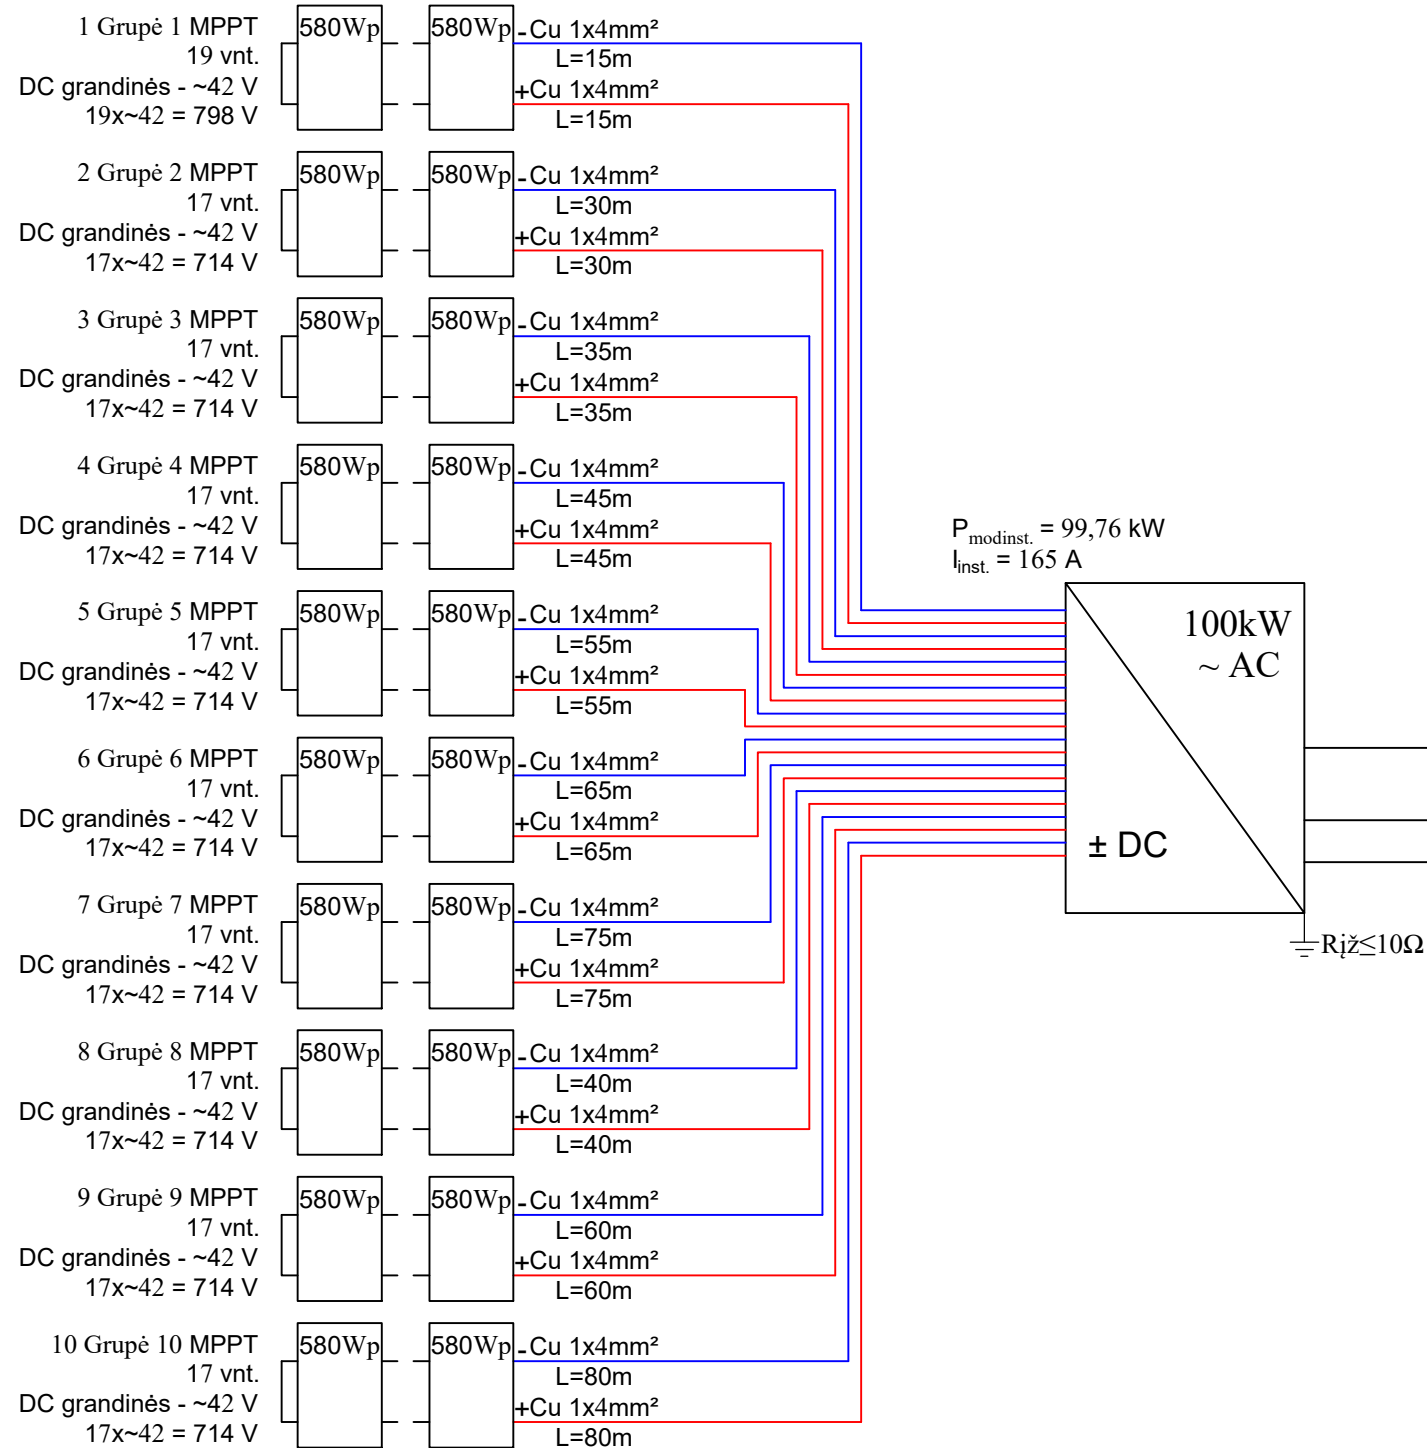 1 Grupė 1 MPPT
19 vnt.
DC grandinės - ~42 V
19x~42 = 798 V
580Wp
580Wp
-Cu 1x4mm²
L=15m
+Cu 1x4mm²
L=15m
2 Grupė 2 MPPT
17 vnt.
DC grandinės - ~42 V
17x~42 = 714 V
580Wp
580Wp
-Cu 1x4mm²
L=30m
+Cu 1x4mm²
L=30m
3 Grupė 3 MPPT
17 vnt.
DC grandinės - ~42 V
17x~42 = 714 V
580Wp
580Wp
-Cu 1x4mm²
L=35m
+Cu 1x4mm²
L=35m
4 Grupė 4 MPPT
17 vnt.
DC grandinės - ~42 V
17x~42 = 714 V
580Wp
580Wp
-Cu 1x4mm²
L=45m
+Cu 1x4mm²
L=45m
5 Grupė 5 MPPT
17 vnt.
DC grandinės - ~42 V
17x~42 = 714 V
580Wp
580Wp
-Cu 1x4mm²
L=55m
+Cu 1x4mm²
L=55m
6 Grupė 6 MPPT
17 vnt.
DC grandinės - ~42 V
17x~42 = 714 V
580Wp
580Wp
-Cu 1x4mm²
L=65m
+Cu 1x4mm²
L=65m
7 Grupė 7 MPPT
17 vnt.
DC grandinės - ~42 V
17x~42 = 714 V
580Wp
580Wp
-Cu 1x4mm²
L=75m
+Cu 1x4mm²
L=75m
8 Grupė 8 MPPT
17 vnt.
DC grandinės - ~42 V
17x~42 = 714 V
580Wp
580Wp
-Cu 1x4mm²
L=40m
+Cu 1x4mm²
L=40m
9 Grupė 9 MPPT
17 vnt.
DC grandinės - ~42 V
17x~42 = 714 V
580Wp
580Wp
-Cu 1x4mm²
L=60m
+Cu 1x4mm²
L=60m
10 Grupė 10 MPPT
17 vnt.
DC grandinės - ~42 V
17x~42 = 714 V
580Wp
580Wp
-Cu 1x4mm²
L=80m
+Cu 1x4mm²
L=80m
Pmodinst. = 99,76 kW
Iinst. = 165 A
100kW
~ AC
± DC
Rįž≤10Ω